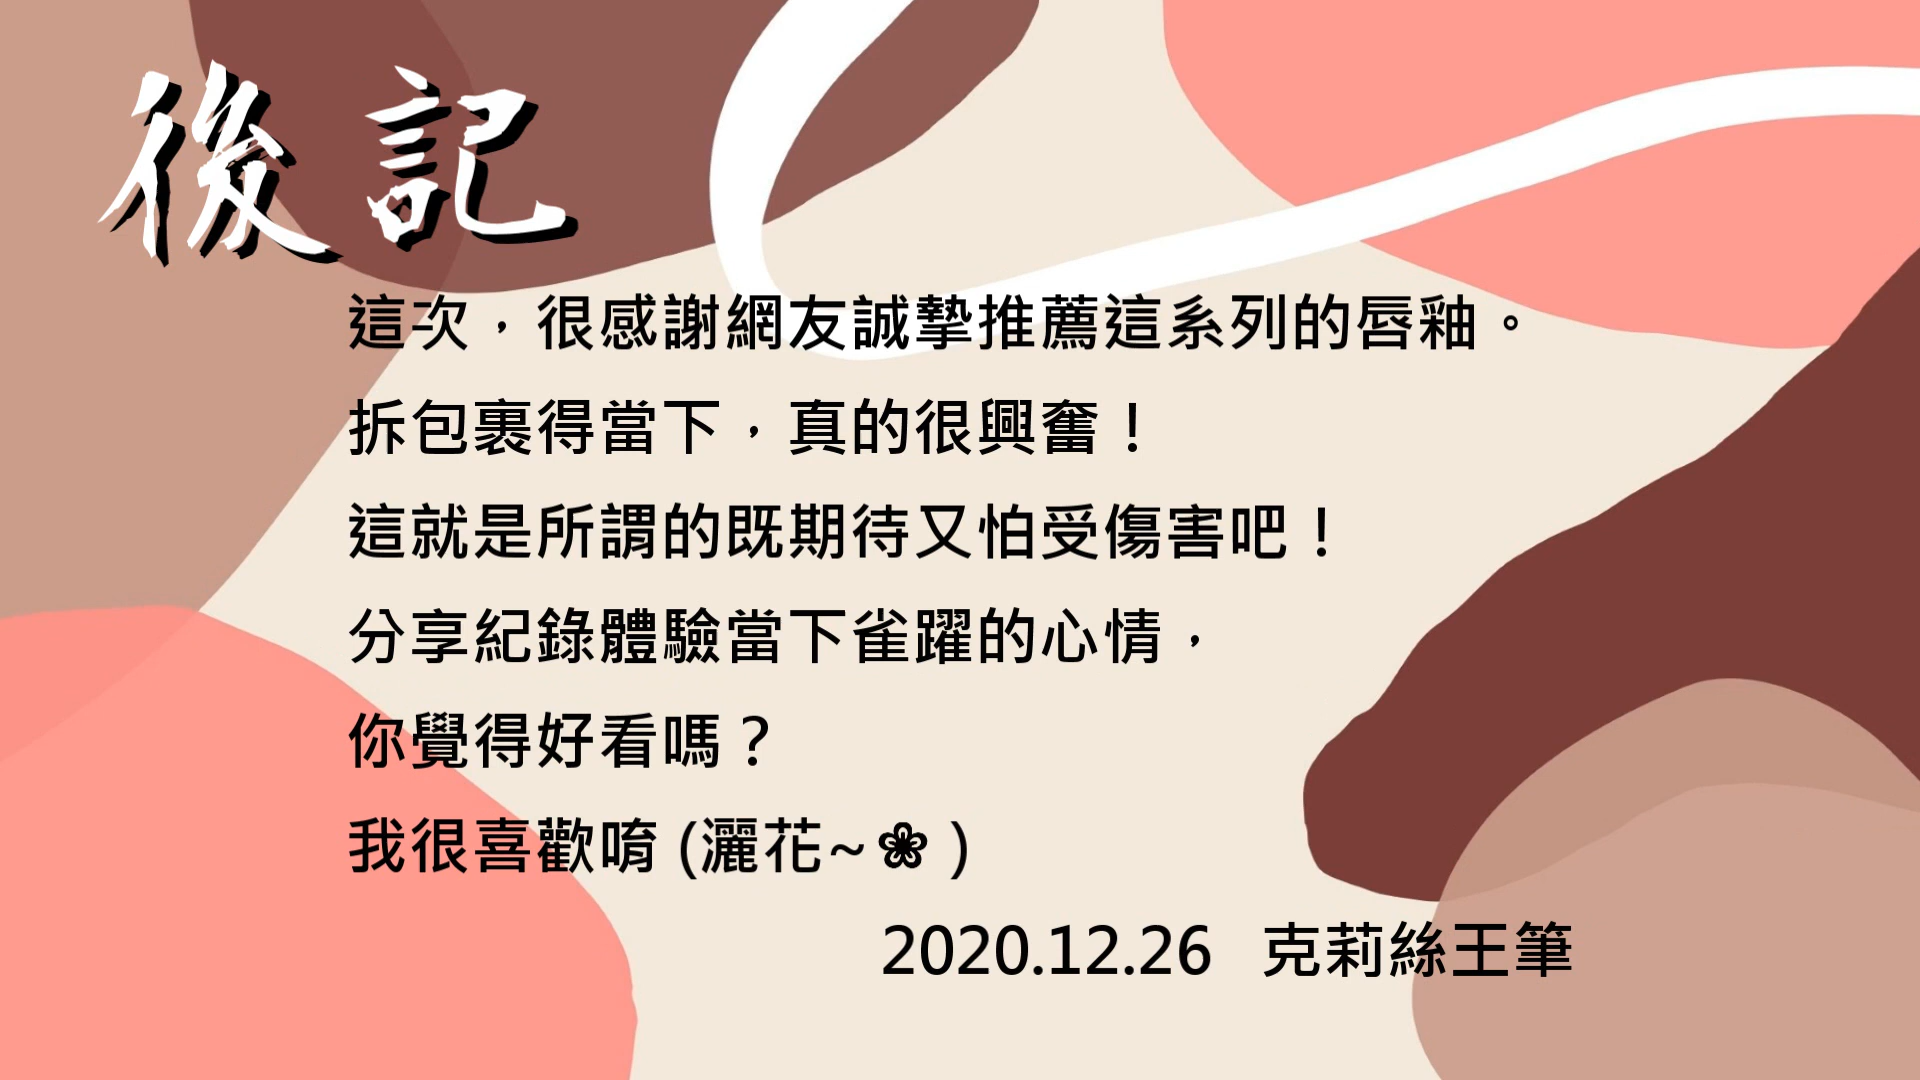 後記
這次，很感謝網友誠摯推薦這系列的唇釉。
拆包裹得當下，真的很興奮！
這就是所謂的既期待又怕受傷害吧！
分享紀錄體驗當下雀躍的心情，
你覺得好看嗎？
我很喜歡唷 (灑花~❀ )
2020.12.26 克莉絲王筆